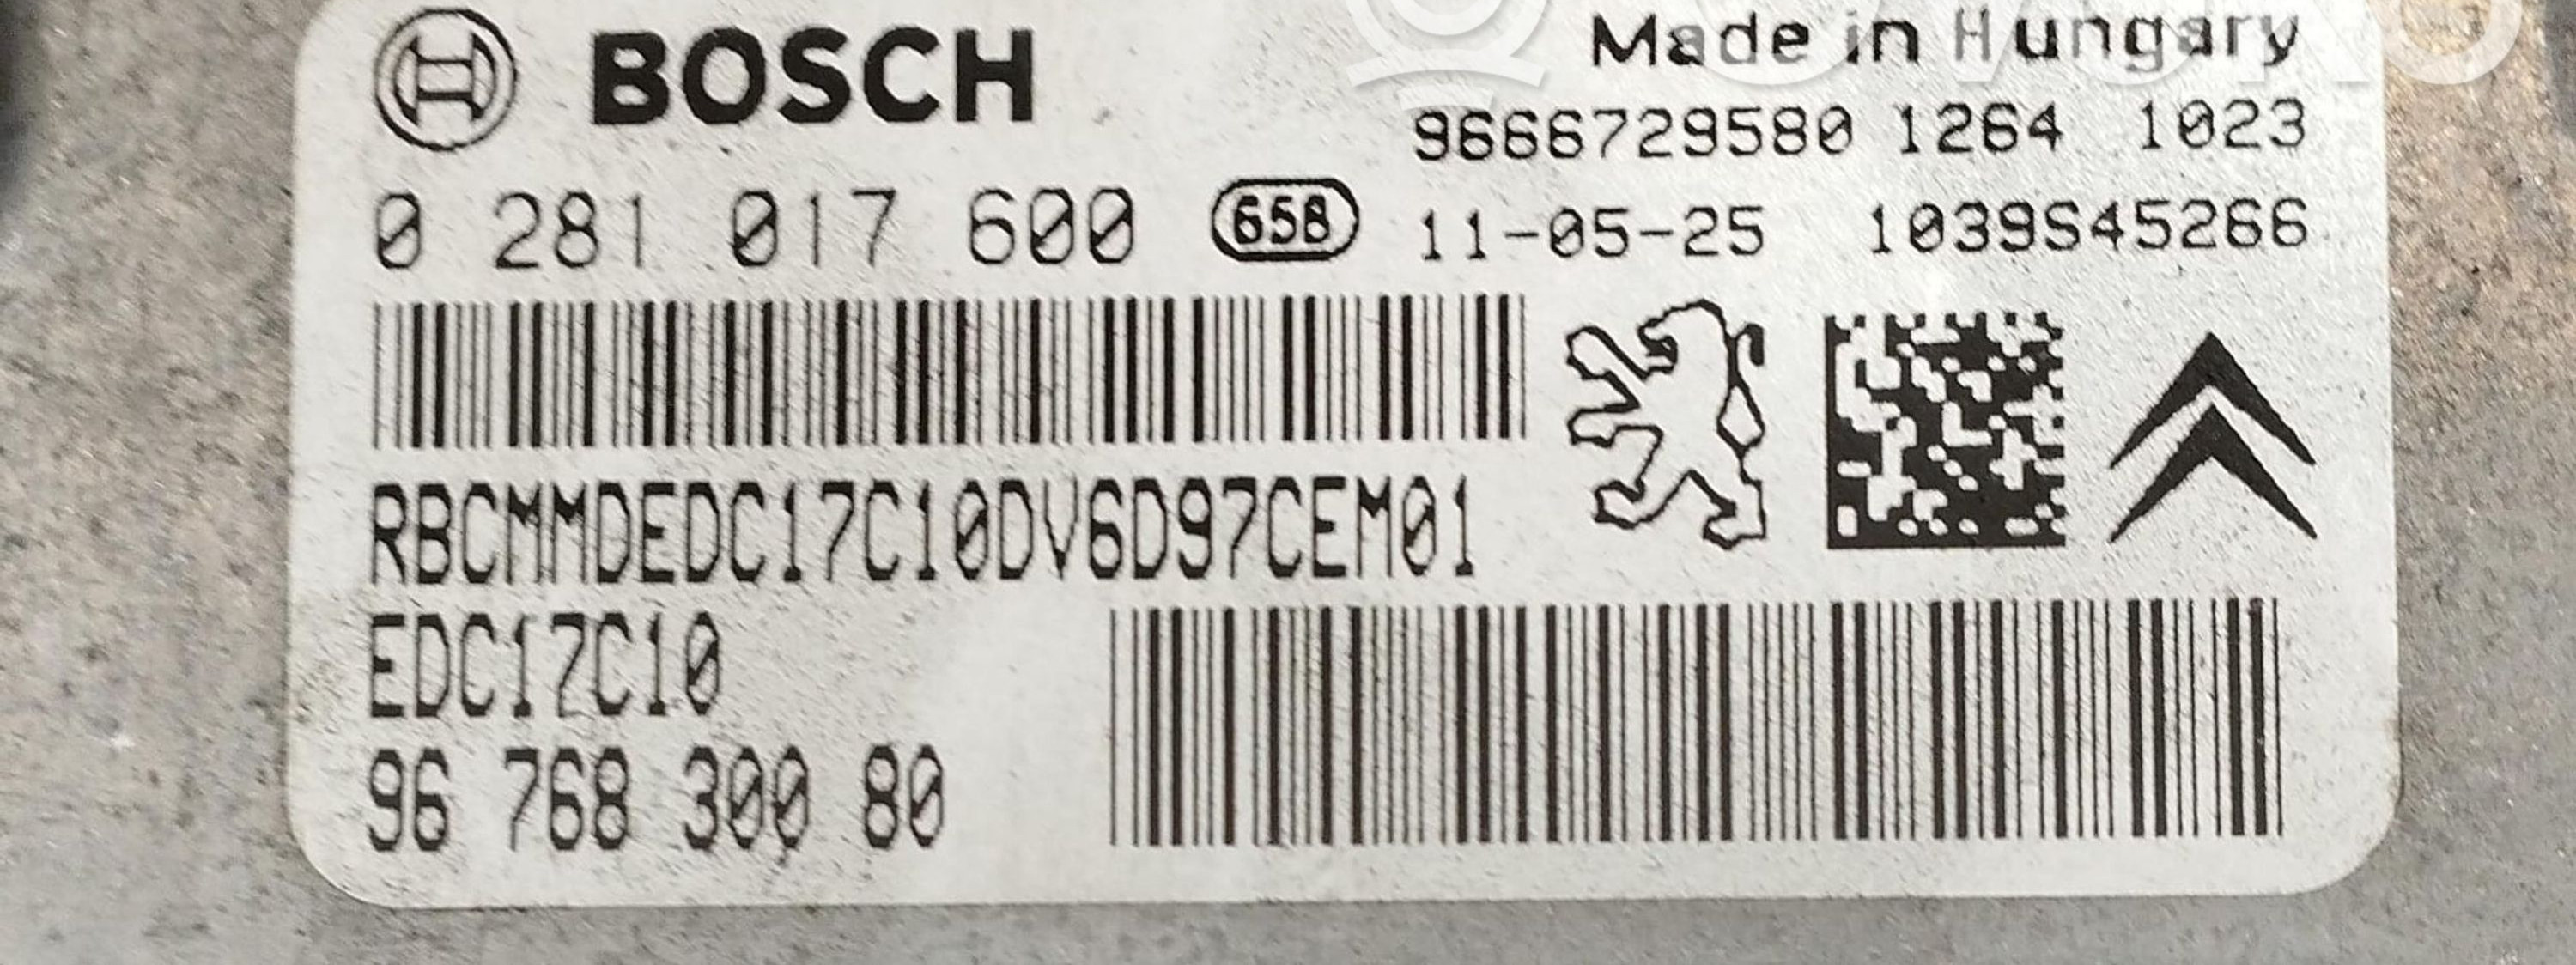 BOSCH
Made in Hungary
9666729580 1264 1023
0 281 017 600 658 11-05-25 1039S45266
RBCMMDEDC17C10DV6D97CEM01
EDC17C10
96 768 300 80